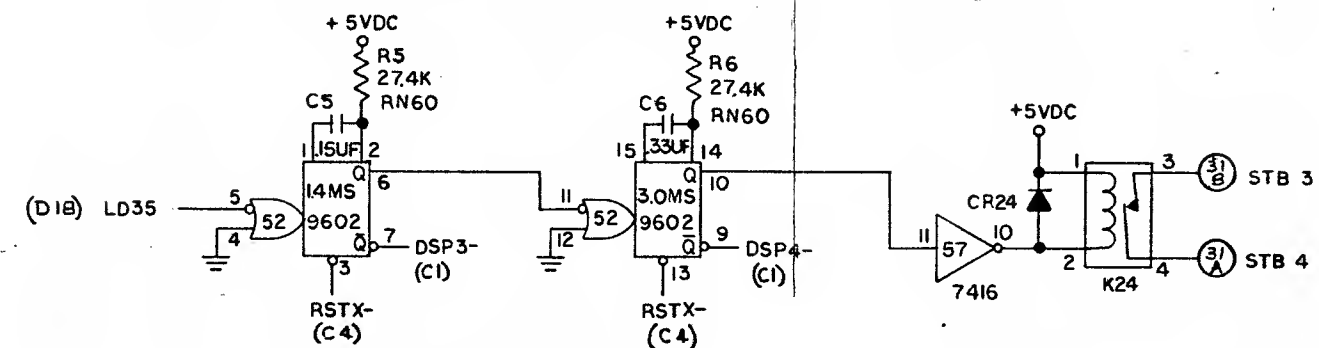 +5VDC
R5
27.4K
RN60
C5
.15UF
1
2
Q
6
1.4MS
9602
Q̅
7
DSP3-
(C1)
3
RSTX-
(C4)
(D18) LD35
5
4
52
+5VDC
R6
27.4K
RN60
C6
.33UF
15
14
Q
10
3.0MS
9602
Q̅
9
DSP4-
(C1)
13
RSTX-
(C4)
11
12
52
11
57
10
7416
+5VDC
CR24
1
2
3
4
K24
31
B
STB 3
31
A
STB 4